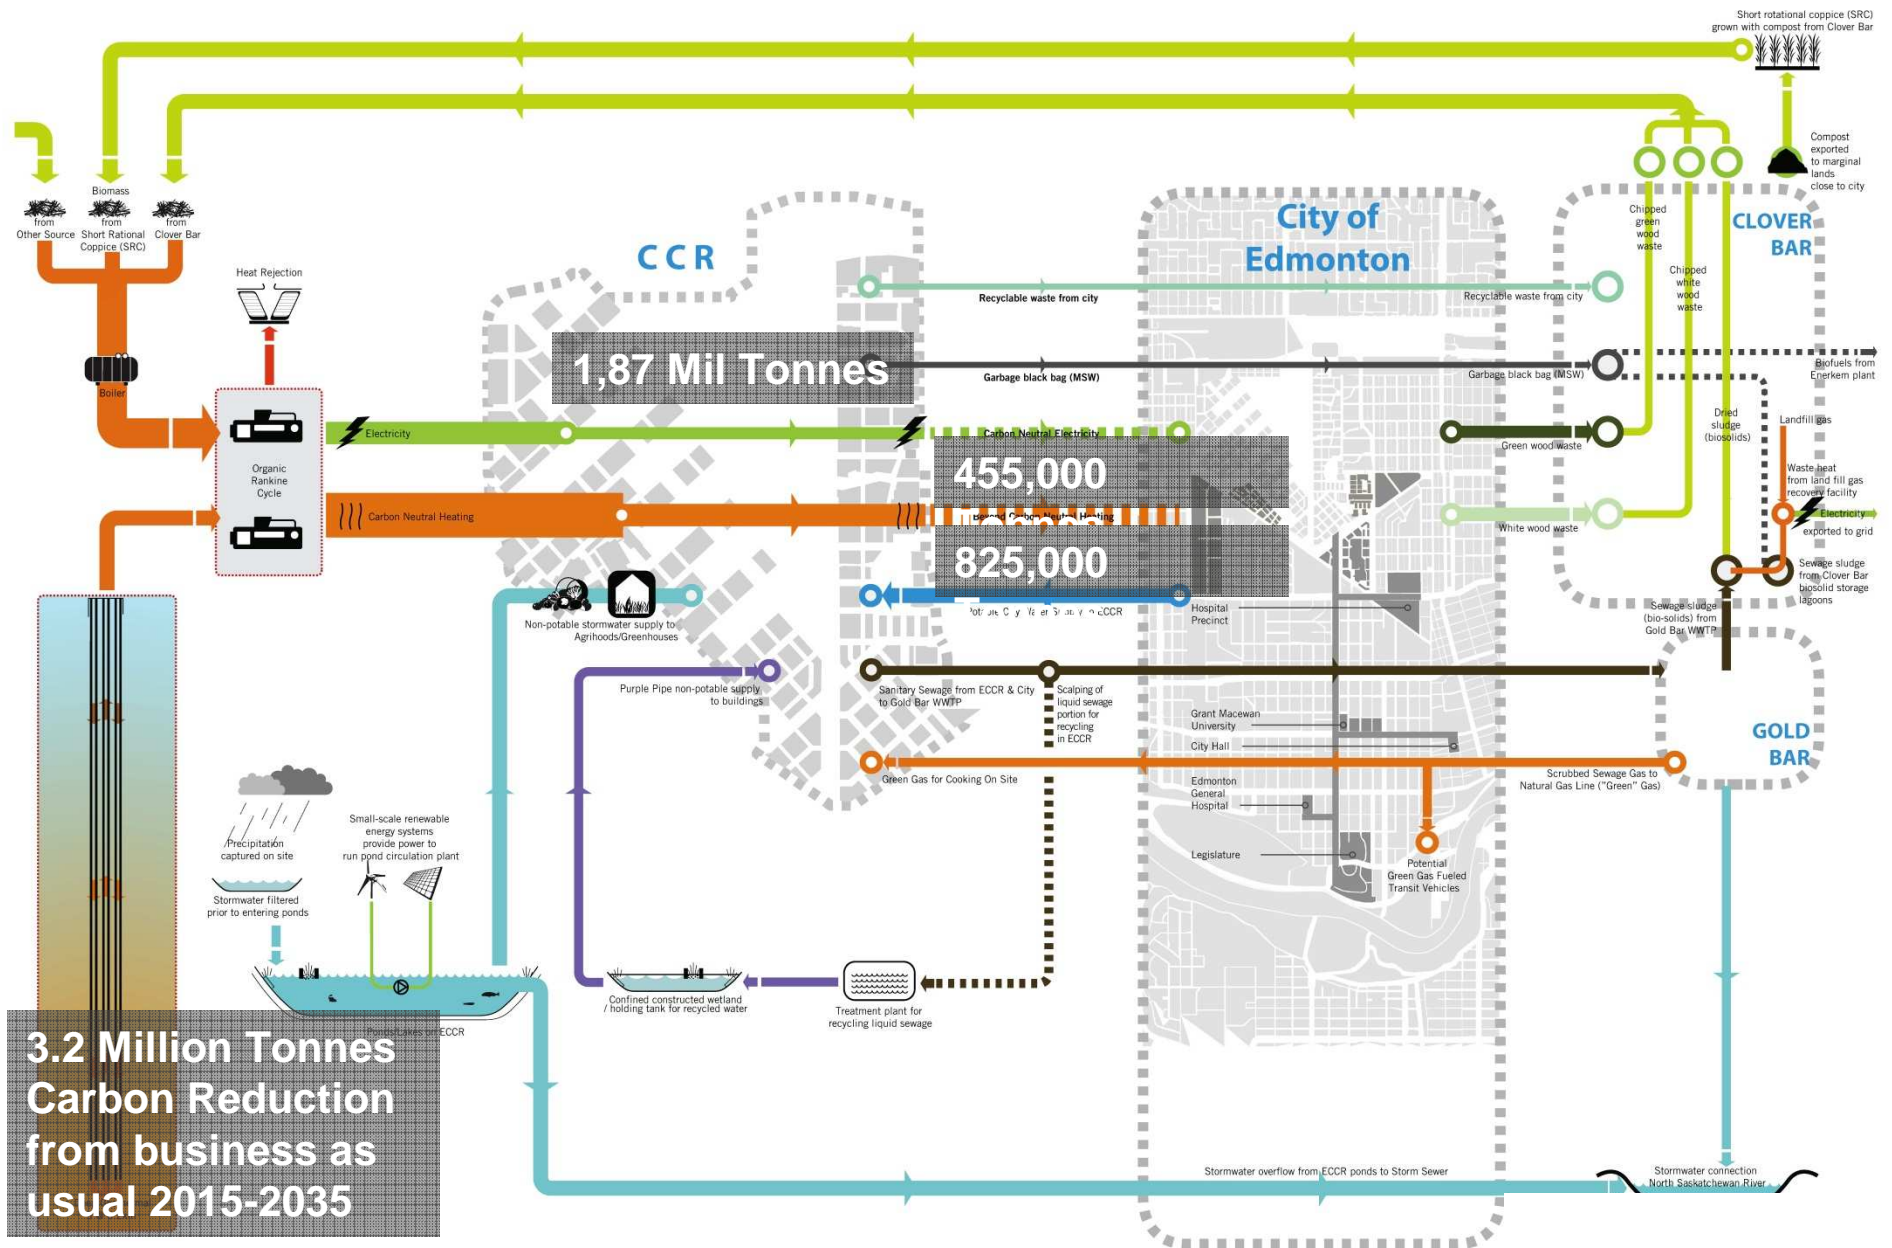 Short rotational coppice (SRC)
grown with compost from Clover Bar
Compost
exported
to marginal
lands
close to city
Biomass
from
Other Source
from
Short Rational
Coppice (SRC)
from
Clover Bar
Heat Rejection
Boiler
Organic
Rankine
Cycle
Electricity
Carbon Neutral Heating
CCR
City of
Edmonton
CLOVER
BAR
Chipped
green
wood
waste
Chipped
white
wood
waste
Recyclable waste from city
Recyclable waste from city
1,87 Mil Tonnes
Garbage black bag (MSW)
Garbage black bag (MSW)
Biofuels from
Enerkem plant
Carbon Neutral Electricity
455,000
Beyond Carbon Neutral Heating
825,000
Green wood waste
White wood waste
Dried
sludge
(biosolids)
Landfill gas
Waste heat
from land fill gas
recovery facility
Electricity
exported to grid
Sewage sludge
from Clover Bar
biosolid storage
lagoons
Sewage sludge
(bio-solids) from
Gold Bar WWTP
Non-potable stormwater supply to
Agrihoods/Greenhouses
ECCR
Hospital
Precinct
Purple Pipe non-potable supply
to buildings
Sanitary Sewage from ECCR & City
to Gold Bar WWTP
Scalping of
liquid sewage
portion for
recycling
in ECCR
Grant Macewan
University
City Hall
GOLD
BAR
Green Gas for Cooking On Site
Edmonton
General
Hospital
Scrubbed Sewage Gas to
Natural Gas Line ("Green" Gas)
Legislature
Potential
Green Gas Fueled
Transit Vehicles
Precipitation
captured on site
Small-scale renewable
energy systems
provide power to
run pond circulation plant
Stormwater filtered
prior to entering ponds
Confined constructed wetland
/ holding tank for recycled water
Treatment plant for
recycling liquid sewage
Ponds/Lakes on ECCR
3.2 Million Tonnes
Carbon Reduction
from business as
usual 2015-2035
Stormwater overflow from ECCR ponds to Storm Sewer
Stormwater connection
North Saskatchewan River